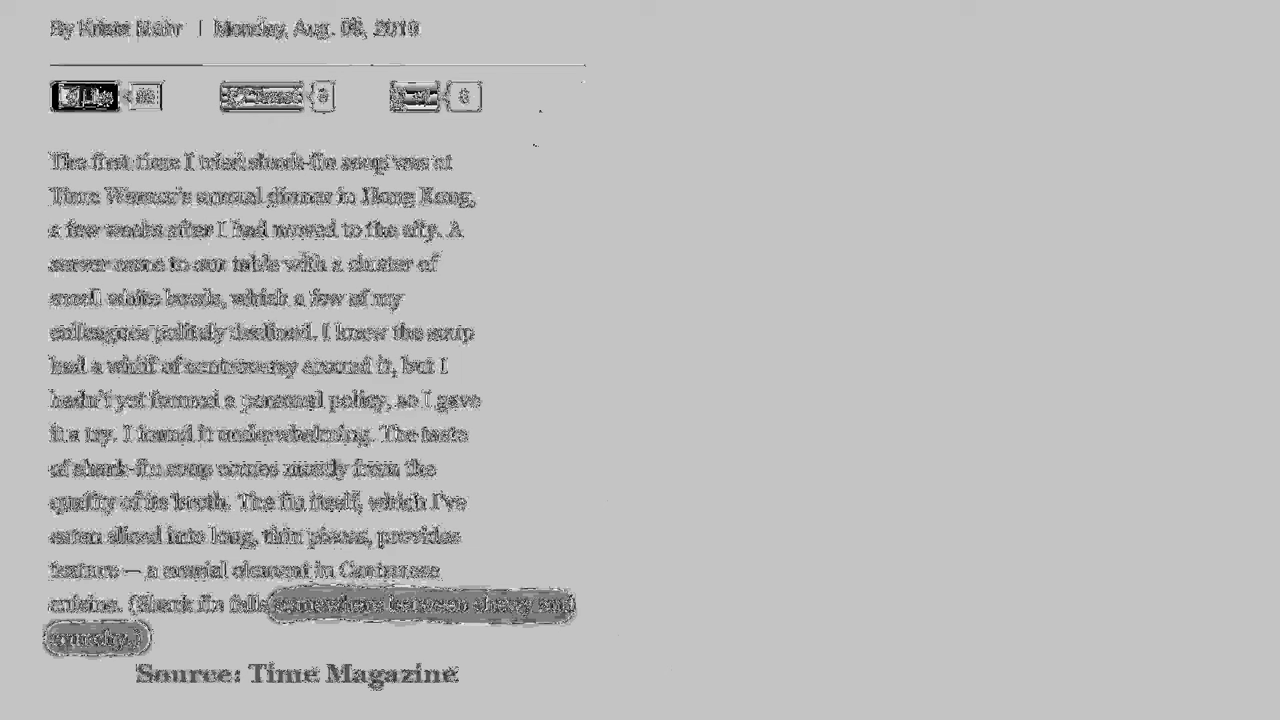 By Krista Mahr | Monday, Aug. 09, 2010
The first time I tried shark-fin soup was at
Time Warner's annual dinner in Hong Kong,
a few weeks after I had moved to the city. A
server came to our table with a cluster of
small white bowls, which a few of my
colleagues politely declined. I knew the soup
had a whiff of controversy around it, but I
hadn't yet formed a personal policy, so I gave
it a try. I found it underwhelming. The taste
of shark-fin soup comes mostly from the
quality of its broth. The fin itself, which I've
eaten sliced into long, thin pieces, provides
texture — a crucial element in Cantonese
cuisine. (Shark fin falls somewhere between chewy and
crunchy.)
Source: Time Magazine